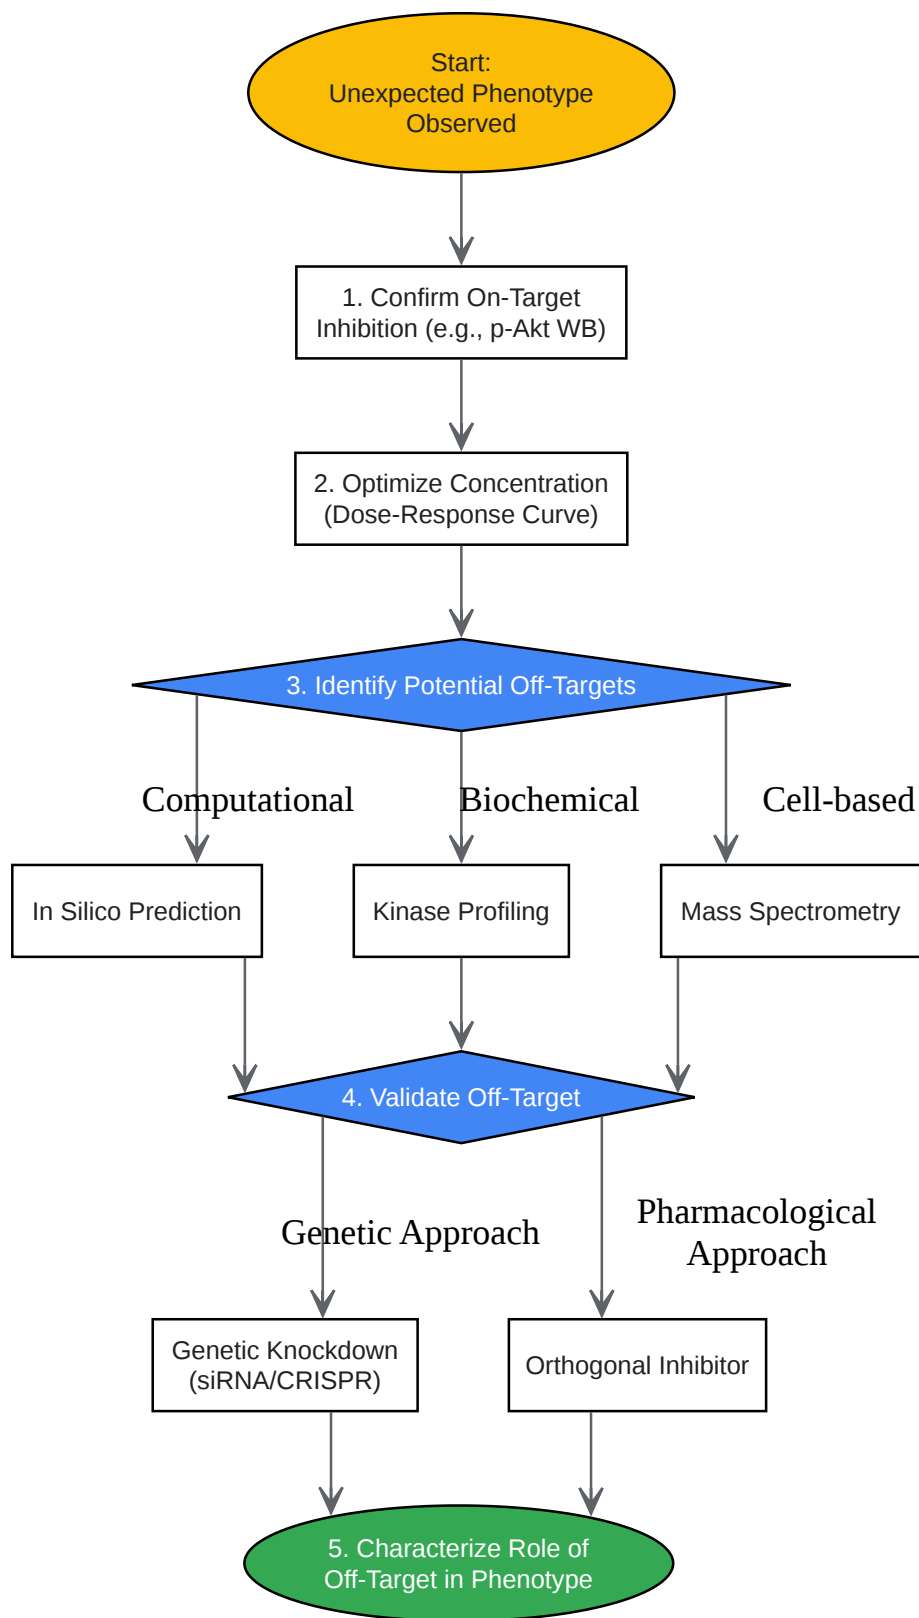 Start:
Unexpected Phenotype
Observed
1. Confirm On-Target
Inhibition (e.g., p-Akt WB)
2. Optimize Concentration
(Dose-Response Curve)
3. Identify Potential Off-Targets
Computational
Biochemical
Cell-based
In Silico Prediction
Kinase Profiling
Mass Spectrometry
4. Validate Off-Target
Genetic Approach
Pharmacological
Approach
Genetic Knockdown
(siRNA/CRISPR)
Orthogonal Inhibitor
5. Characterize Role of
Off-Target in Phenotype